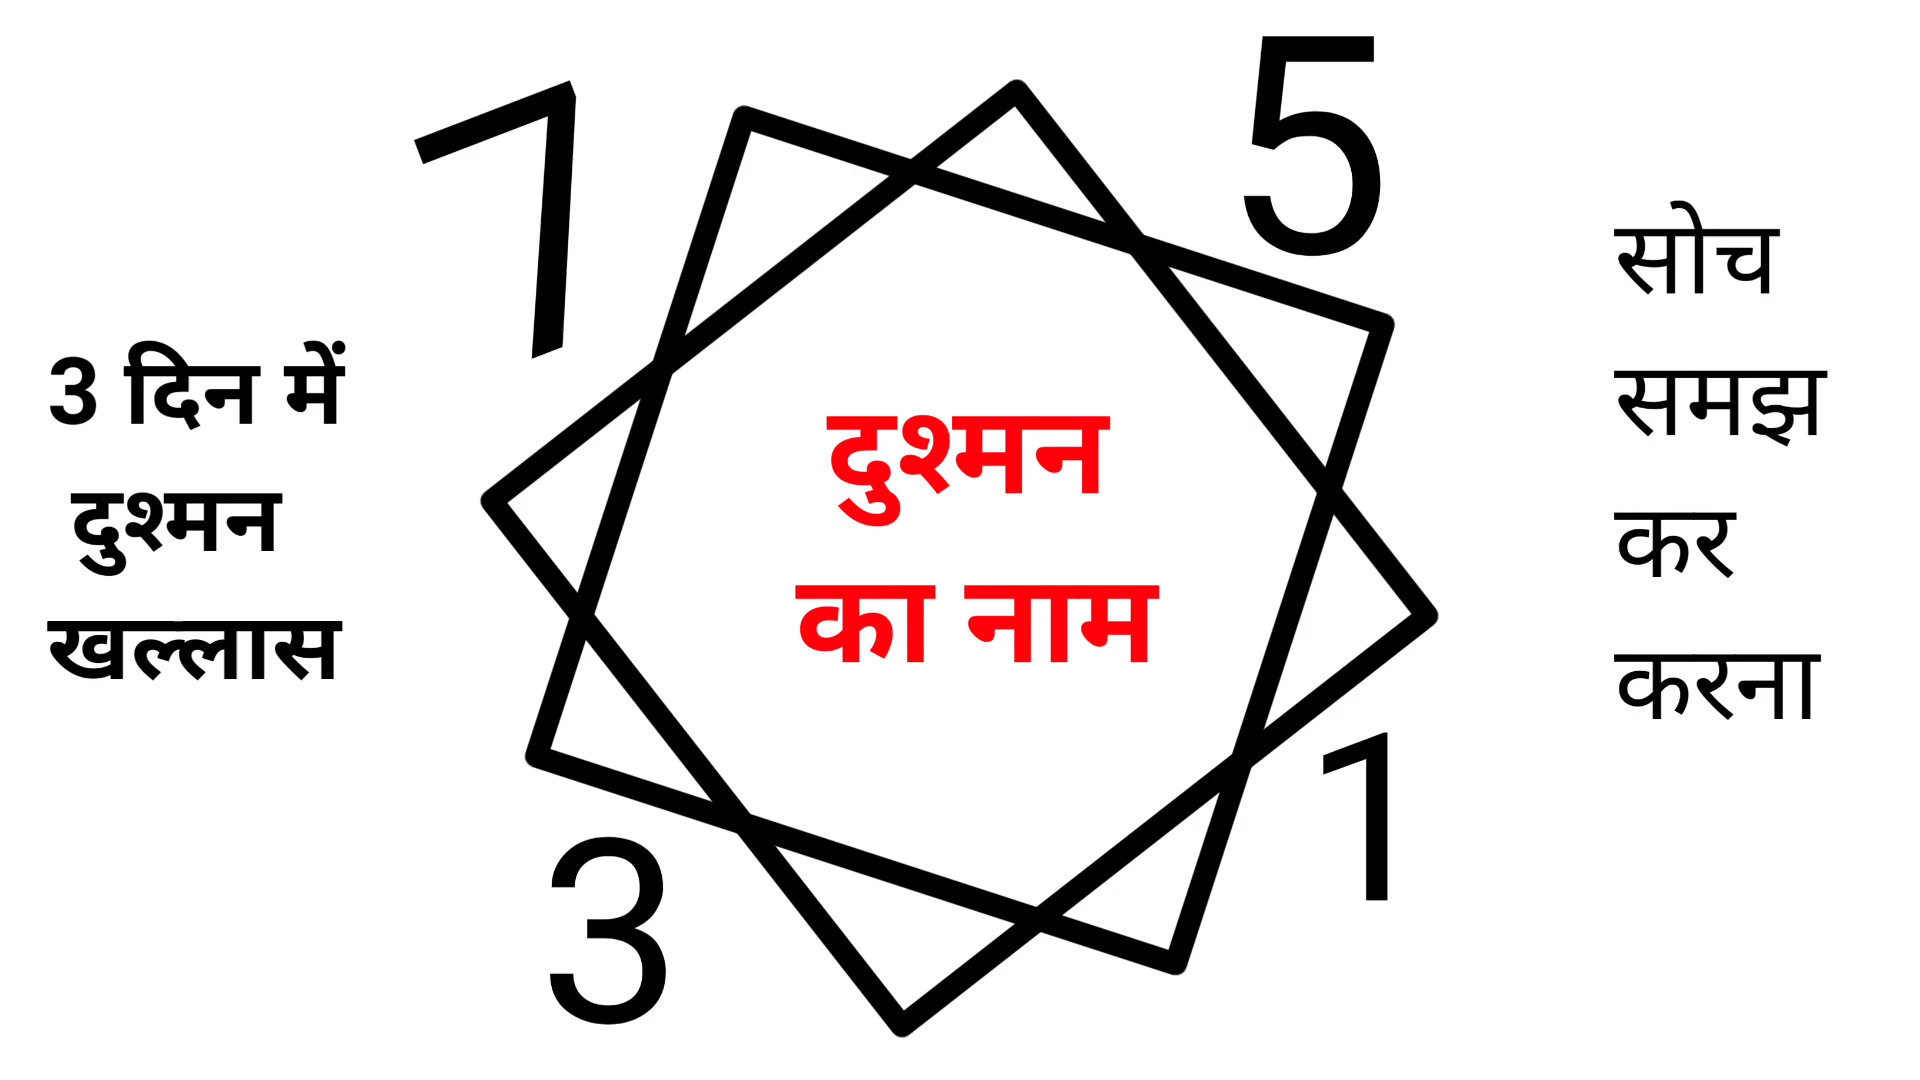 7
5
3 दिन में
दुश्मन
खल्लास
दुश्मन
का नाम
सोच
समझ
कर
करना
3
1